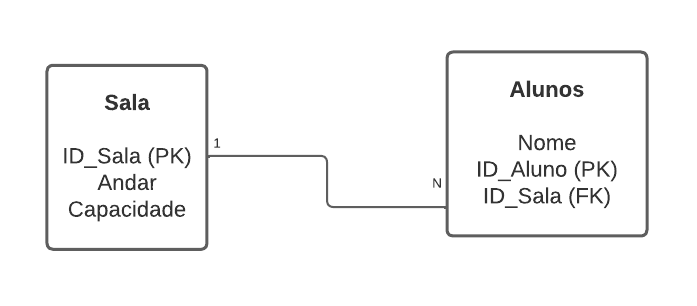 Sala
ID_Sala (PK)
Andar
Capacidade
1
N
Alunos
Nome
ID_Aluno (PK)
ID_Sala (FK)